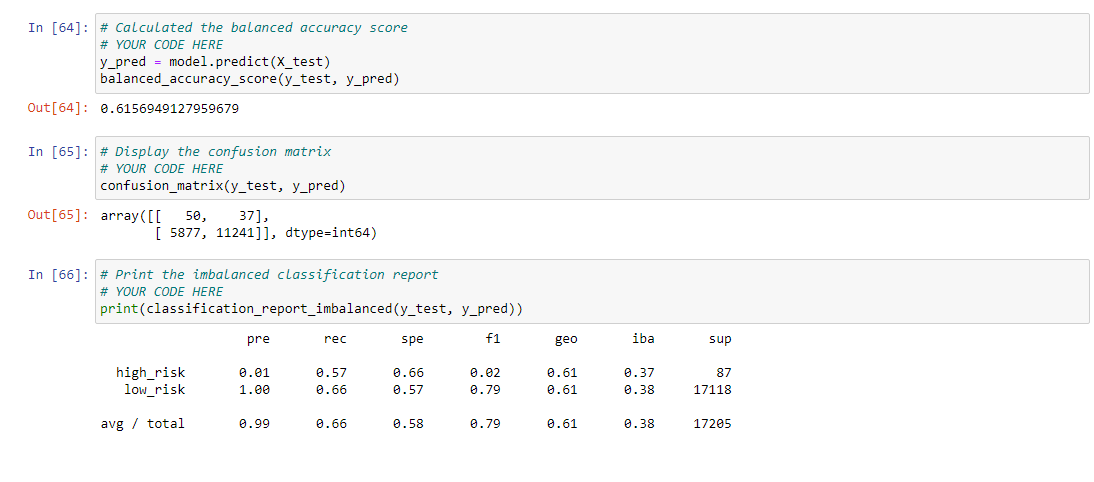 In [64]: # Calculated the balanced accuracy score
# YOUR CODE HERE
y_pred = model.predict(X_test)
balanced_accuracy_score(y_test, y_pred)
Out[64]: 0.6156949127959679
In [65]: # Display the confusion matrix
# YOUR CODE HERE
confusion_matrix(y_test, y_pred)
Out[65]: array([[   50,    37],
       [ 5877, 11241]], dtype=int64)
In [66]: # Print the imbalanced classification report
# YOUR CODE HERE
print(classification_report_imbalanced(y_test, y_pred))
pre rec spe f1 geo iba sup
high_risk 0.01 0.57 0.66 0.02 0.61 0.37 87
low_risk 1.00 0.66 0.57 0.79 0.61 0.38 17118
avg / total 0.99 0.66 0.58 0.79 0.61 0.38 17205